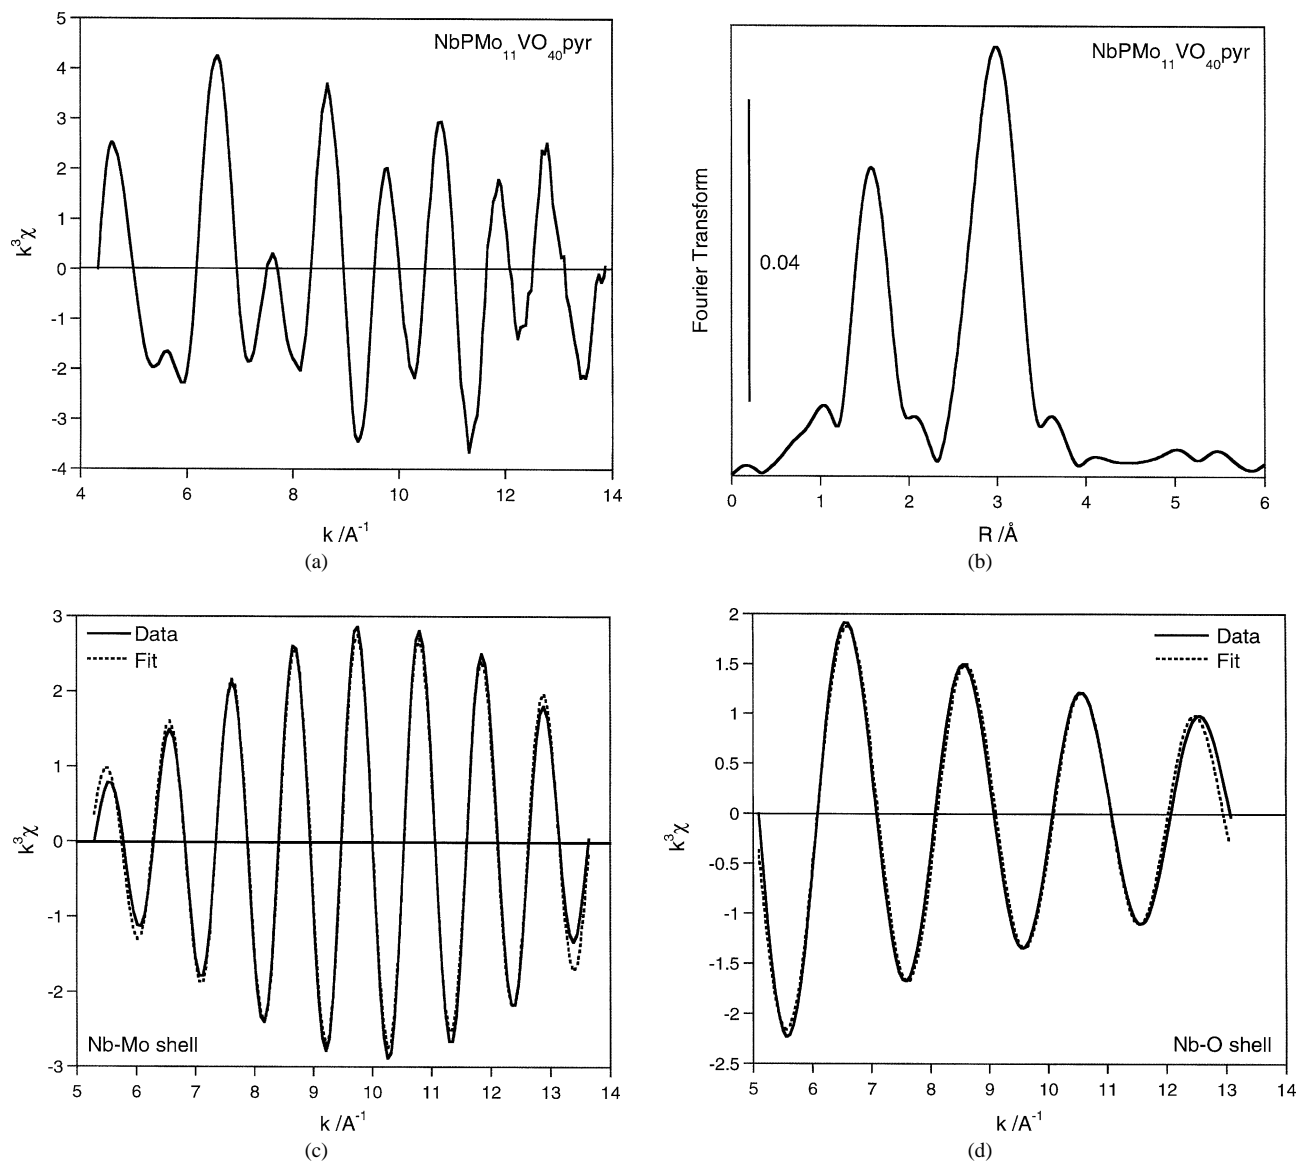 5
4
3
2
1
0
-1
-2
-3
-4
k³χ
NbPMo₁₁VO₄₀pyr
4 6 8 10 12 14
k /A⁻¹
(a)
NbPMo₁₁VO₄₀pyr
Fourier Transform
0.04
0 1 2 3 4 5 6
R /Å
(b)
3
2
1
0
-1
-2
-3
k³χ
Data
Fit
Nb-Mo shell
5 6 7 8 9 10 11 12 13 14
k /A⁻¹
(c)
2
1.5
1
0.5
0
-0.5
-1
-1.5
-2
-2.5
k³χ
Data
Fit
Nb-O shell
5 6 7 8 9 10 11 12 13 14
k /A⁻¹
(d)